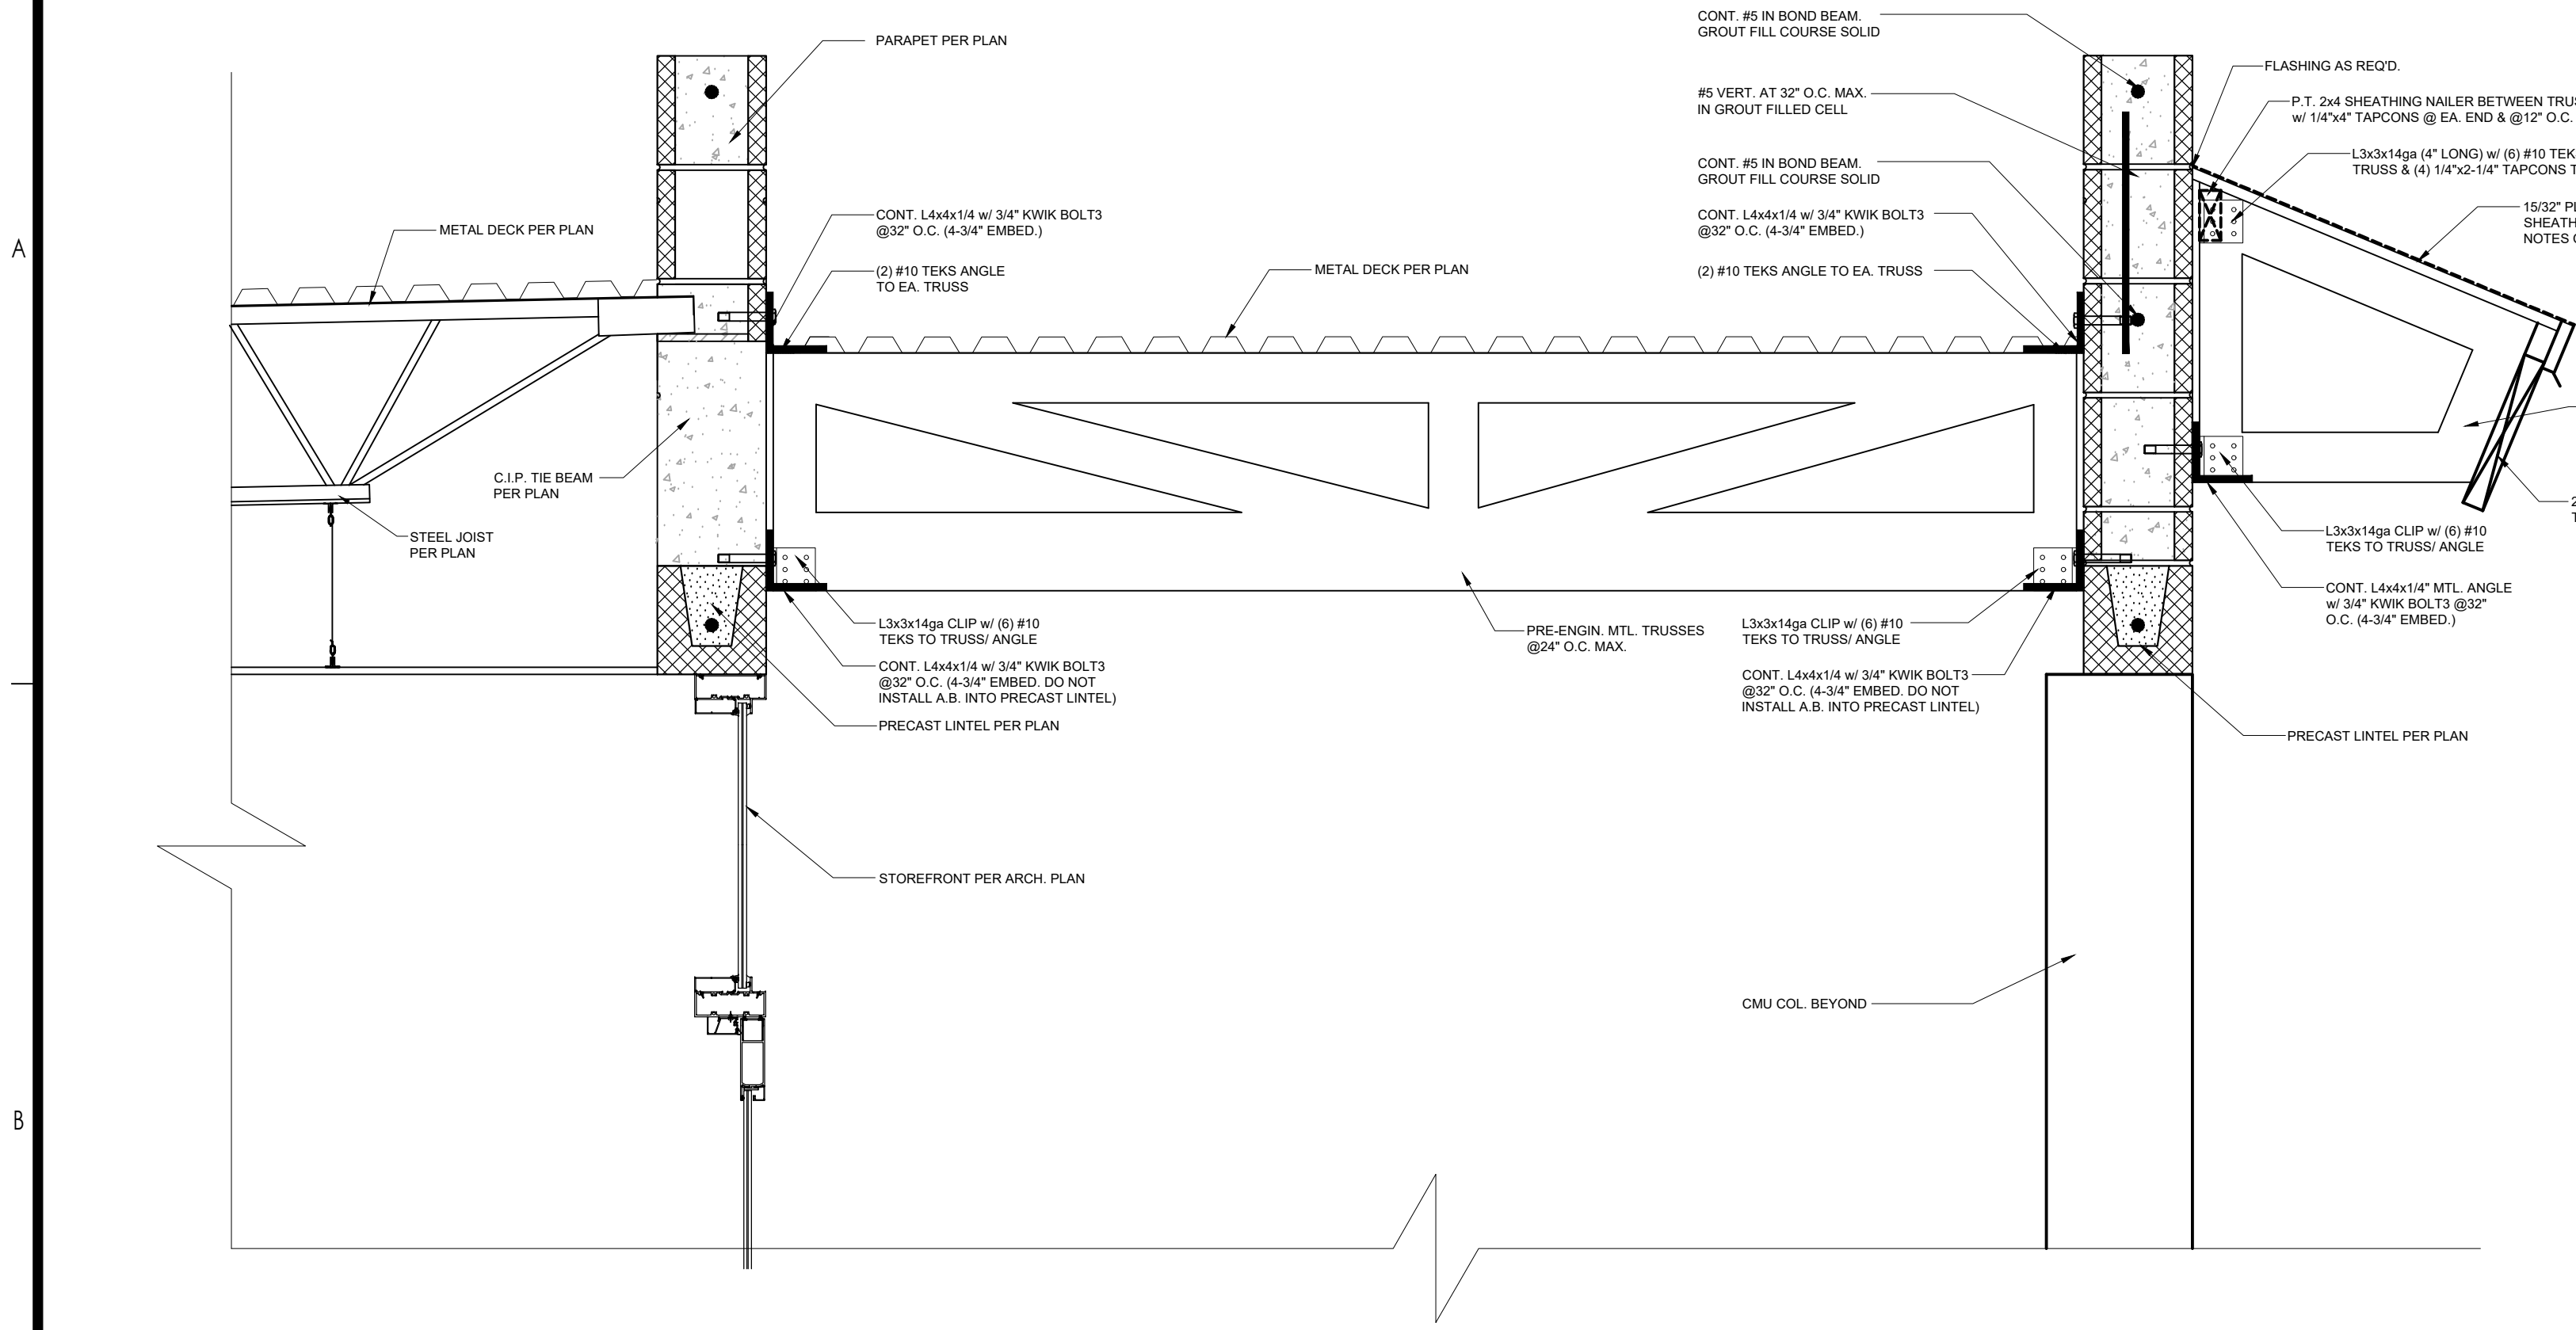 PARAPET PER PLAN
METAL DECK PER PLAN
CONT. L4x4x1/4 w/ 3/4" KWIK BOLT3
@32" O.C. (4-3/4" EMBED.)
(2) #10 TEKS ANGLE
TO EA. TRUSS
METAL DECK PER PLAN
C.I.P. TIE BEAM
PER PLAN
STEEL JOIST
PER PLAN
L3x3x14ga CLIP w/ (6) #10
TEKS TO TRUSS/ ANGLE
CONT. L4x4x1/4 w/ 3/4" KWIK BOLT3
@32" O.C. (4-3/4" EMBED. DO NOT
INSTALL A.B. INTO PRECAST LINTEL)
PRECAST LINTEL PER PLAN
STOREFRONT PER ARCH. PLAN
PRE-ENGIN. MTL. TRUSSES
@24" O.C. MAX.
CONT. #5 IN BOND BEAM.
GROUT FILL COURSE SOLID
#5 VERT. AT 32" O.C. MAX.
IN GROUT FILLED CELL
CONT. #5 IN BOND BEAM.
GROUT FILL COURSE SOLID
CONT. L4x4x1/4 w/ 3/4" KWIK BOLT3
@32" O.C. (4-3/4" EMBED.)
(2) #10 TEKS ANGLE TO EA. TRUSS
L3x3x14ga CLIP w/ (6) #10
TEKS TO TRUSS/ ANGLE
CONT. L4x4x1/4 w/ 3/4" KWIK BOLT3
@32" O.C. (4-3/4" EMBED. DO NOT
INSTALL A.B. INTO PRECAST LINTEL)
CMU COL. BEYOND
FLASHING AS REQ'D.
P.T. 2x4 SHEATHING NAILER BETWEEN
w/ 1/4"x4" TAPCONS @ EA. END & @12" O.C.
L3x3x14ga (4" LONG) w/ (6) #10
TRUSS & (4) 1/4"x2-1/4" TAPCONS
15/32"
NOTES
L3x3x14ga CLIP w/ (6) #10
TEKS TO TRUSS/ ANGLE
CONT. L4x4x1/4" MTL. ANGLE
w/ 3/4" KWIK BOLT3 @32"
O.C. (4-3/4" EMBED.)
PRECAST LINTEL PER PLAN
A
B